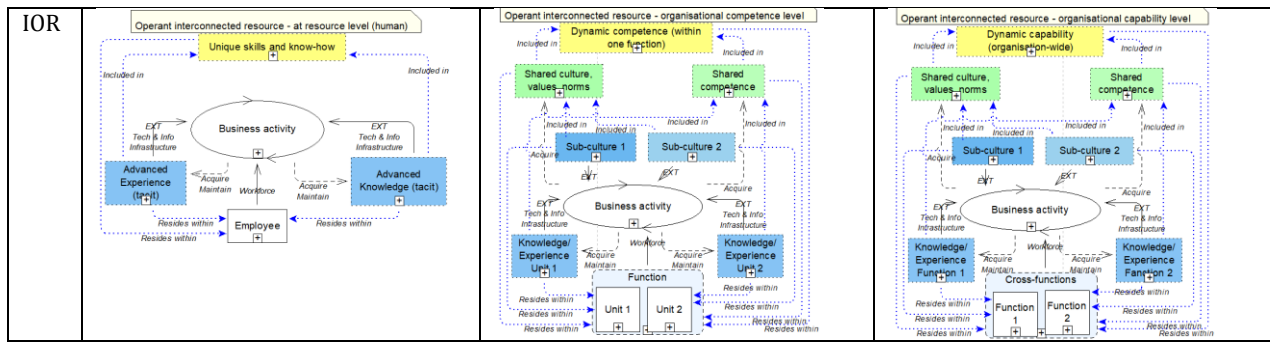 IOR
Operant interconnected resource - at resource level (human)
Unique skills and know-how
Included in
Included in
Business activity
EXT
Tech & Info
Infrastructure
EXT
Tech & Info
Infrastructure
Advanced
Experience
(tacit)
Acquire
Maintain
Workforce
Acquire
Maintain
Advanced
Knowledge (tacit)
Resides within
Resides within
Resides within
Employee
Operant interconnected resource - organisational competence level
Dynamic competence (within
one function)
Included in
Included in
Shared culture,
values, norms
Shared
competence
Included in
Included in
Acquire
Sub-culture 1
Sub-culture 2
EXT
EXT
Acquire
Business activity
EXT
Tech & Info
Infrastructure
EXT
Tech & Info
Infrastructure
Knowledge/
Experience
Unit 1
Acquire
Maintain
Workforce
Acquire
Maintain
Knowledge/
Experience
Unit 2
Function
Resides within
Resides within
Unit 1
Unit 2
Resides within
Resides within
Operant interconnected resource - organisational capability level
Dynamic capability
(organisation-wide)
Included in
Included in
Shared culture,
values, norms
Shared
competence
Included in
Included in
Acquire
Sub-culture 1
Sub-culture 2
EXT
EXT
Acquire
Business activity
EXT
Tech & Info
Infrastructure
EXT
Tech & Info
Infrastructure
Knowledge/
Experience
Function 1
Acquire
Maintain
Workforce
Acquire
Maintain
Knowledge/
Experience
Fanction 2
Cross-functions
Resides within
Resides within
Function
1
Function
2
Resides within
Resides within